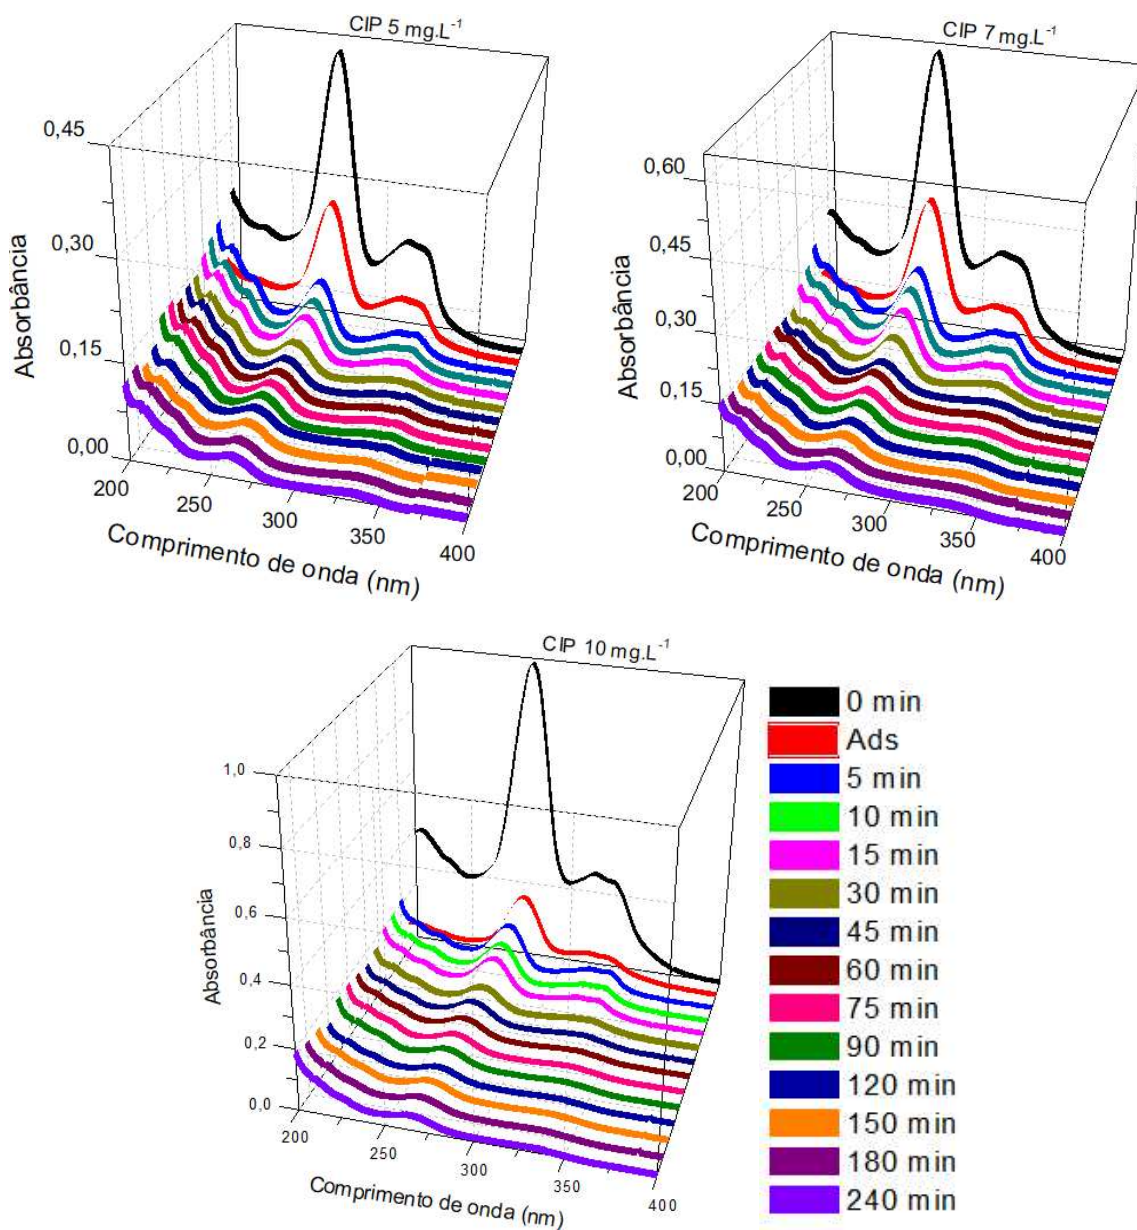 CIP 5 mg.L⁻¹
0,45
0,30
0,15
0,00
Absorbância
200
250
300
350
400
Comprimento de onda (nm)
CIP 7 mg.L⁻¹
0,60
0,45
0,30
0,15
0,00
Absorbância
200
250
300
350
400
Comprimento de onda (nm)
CIP 10 mg.L⁻¹
1,0
0,8
0,6
0,4
0,2
0,0
Absorbância
200
250
300
350
400
Comprimento de onda (nm)
0 min
Ads
5 min
10 min
15 min
30 min
45 min
60 min
75 min
90 min
120 min
150 min
180 min
240 min